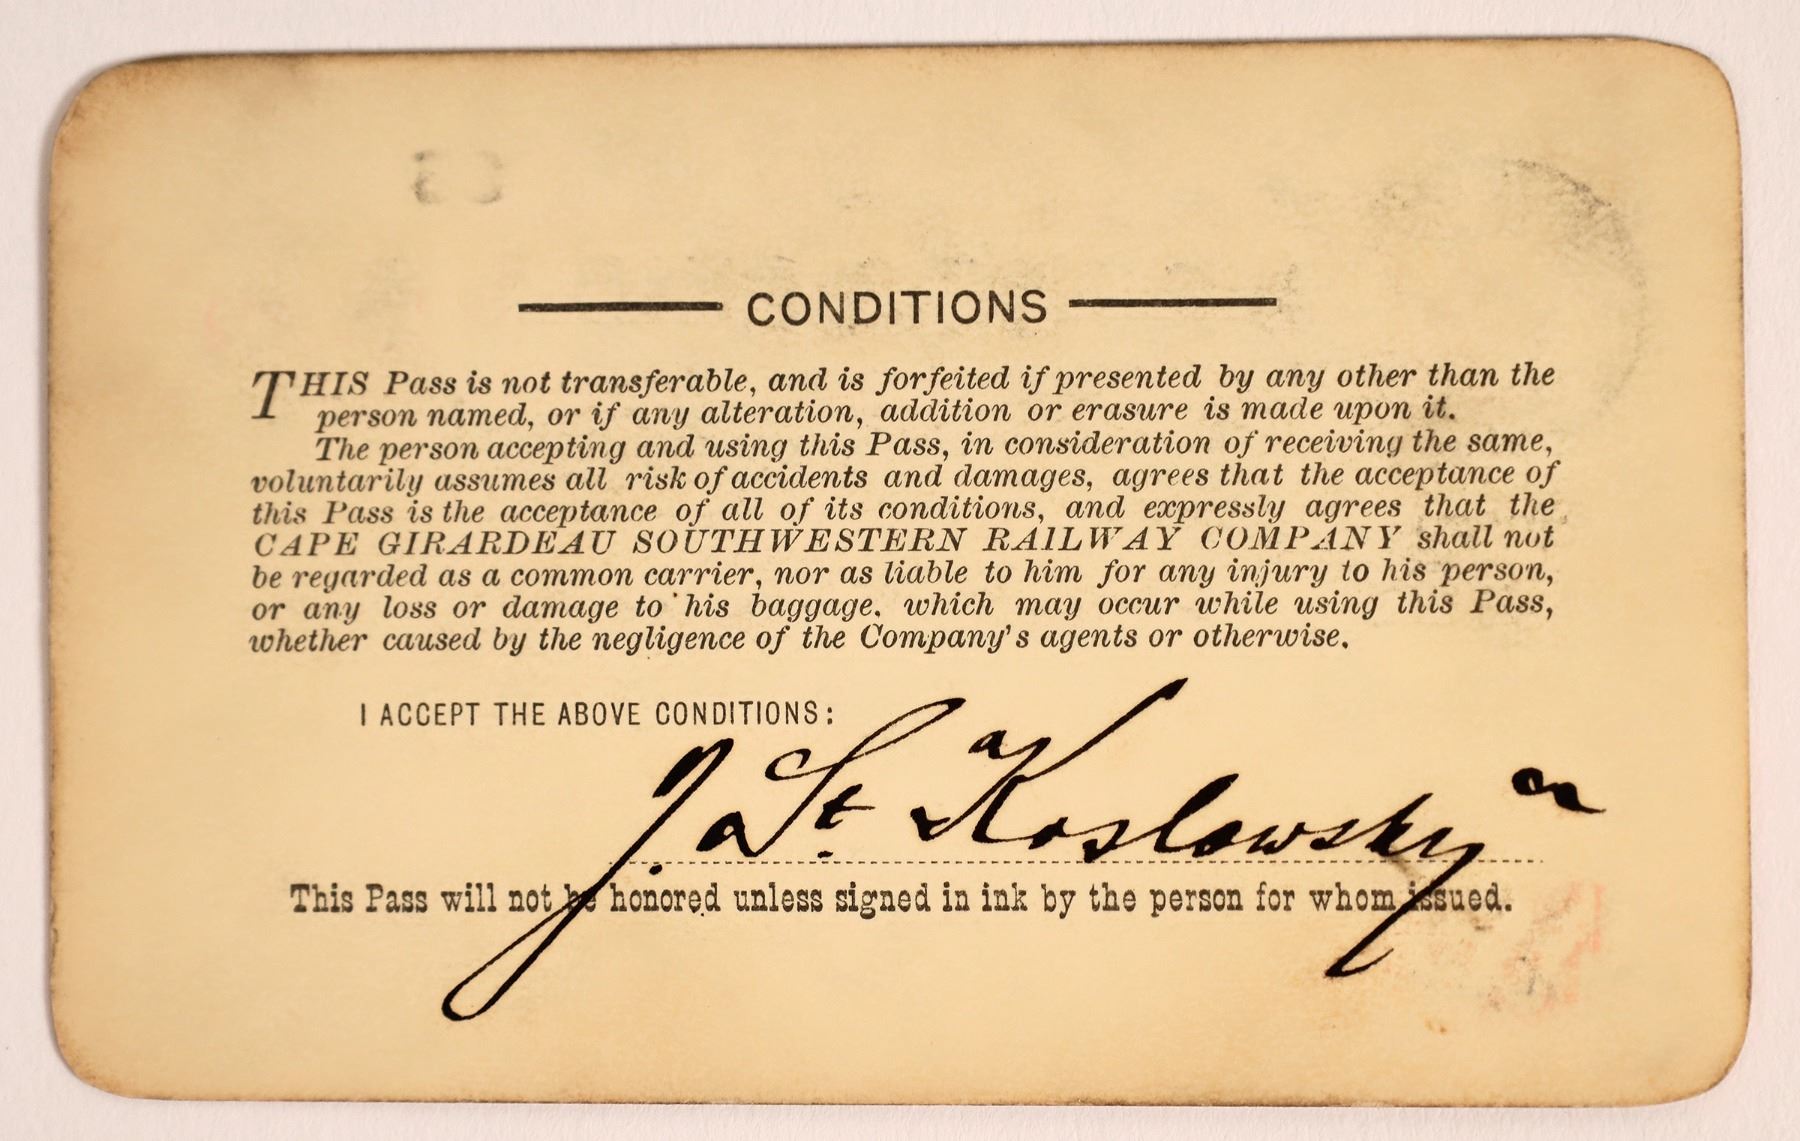 CONDITIONS
THIS Pass is not transferable, and is forfeited if presented by any other than the
person named, or if any alteration, addition or erasure is made upon it.
The person accepting and using this Pass, in consideration of receiving the same,
voluntarily assumes all risk of accidents and damages, agrees that the acceptance of
this Pass is the acceptance of all of its conditions, and expressly agrees that the
CAPE GIRARDEAU SOUTHWESTERN RAILWAY COMPANY shall not
be regarded as a common carrier, nor as liable to him for any injury to his person,
or any loss or damage to his baggage. which may occur while using this Pass,
whether caused by the negligence of the Company's agents or otherwise.
I ACCEPT THE ABOVE CONDITIONS:
J. St. Koslowsky
This Pass will not be honored unless signed in ink by the person for whom issued.